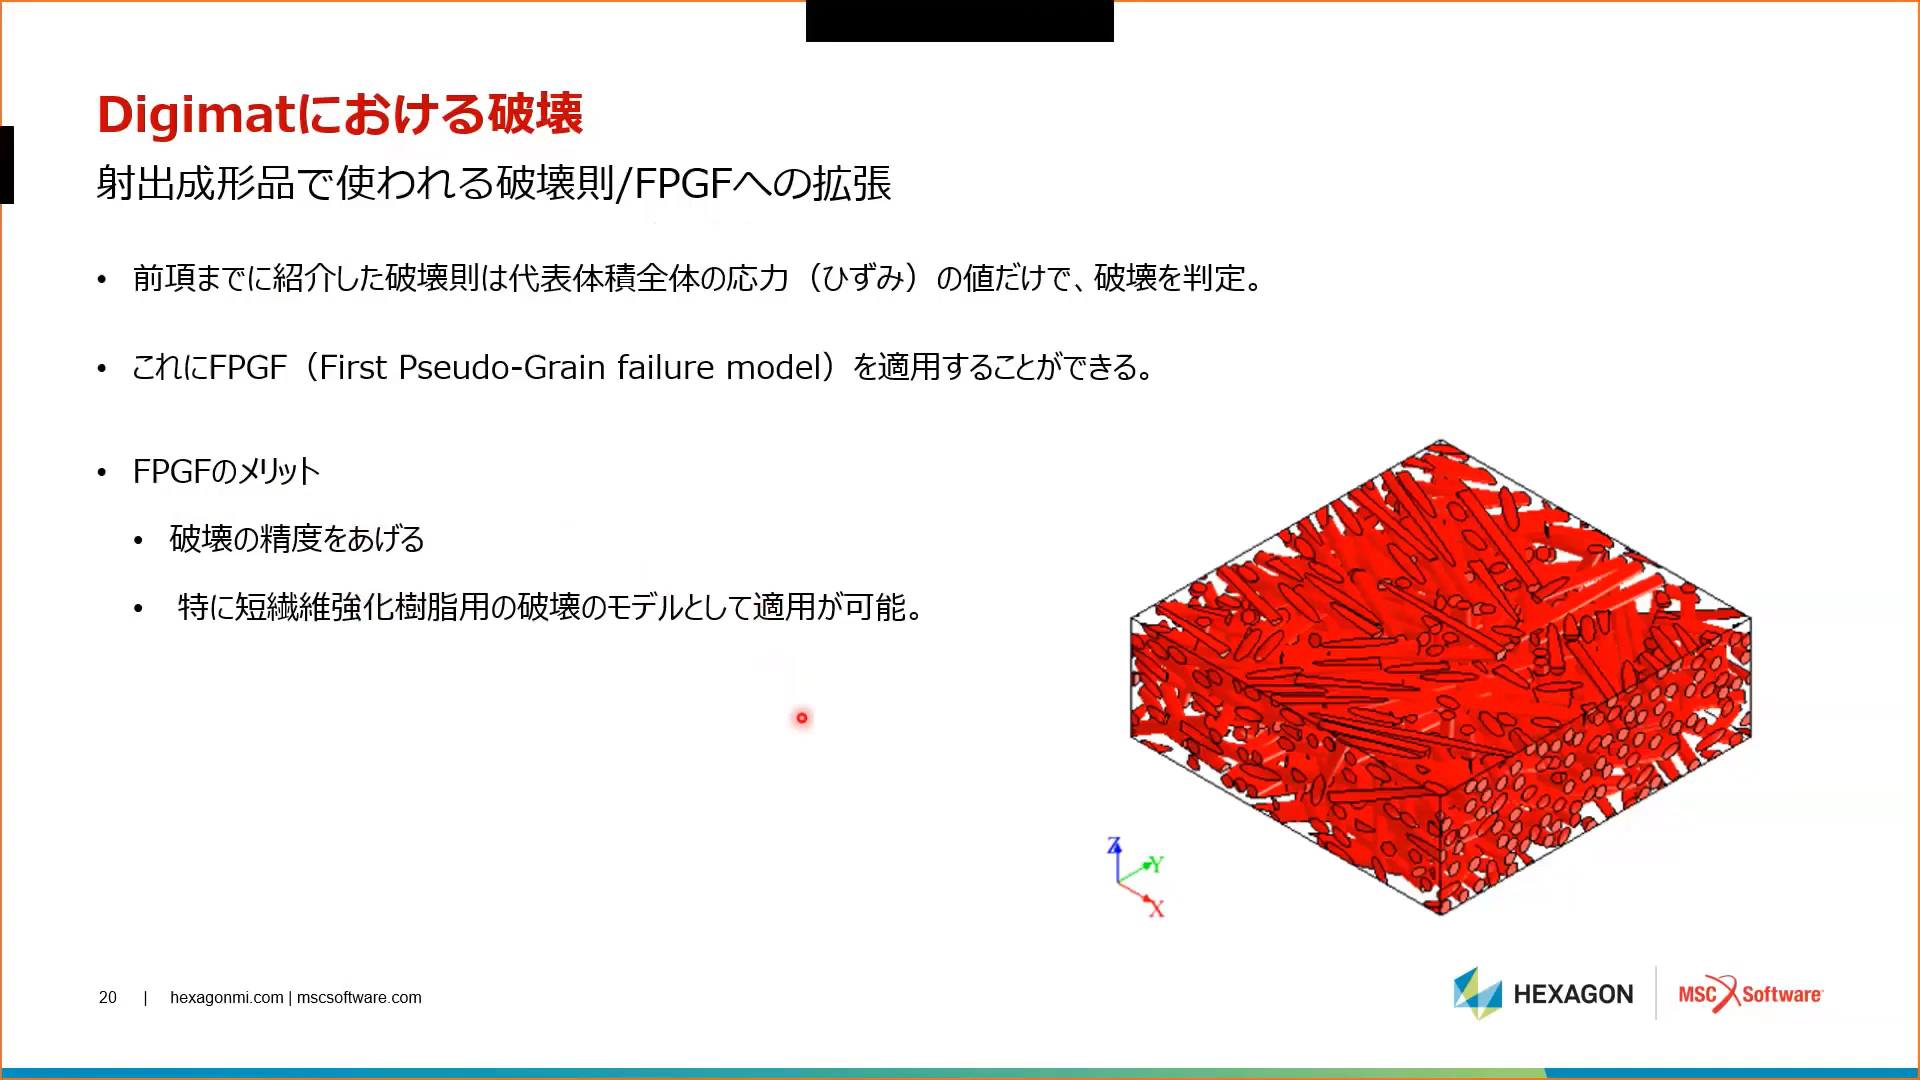 Digimatにおける破壊
射出成形品で使われる破壊則/FPGFへの拡張
• 前項までに紹介した破壊則は代表体積全体の応力（ひずみ）の値だけで、破壊を判定。
• これにFPGF（First Pseudo-Grain failure model）を適用することができる。
• FPGFのメリット
• 破壊の精度をあげる
• 特に短繊維強化樹脂用の破壊のモデルとして適用が可能。
Z
Y
X
20 | hexagonmi.com | mscsoftware.com
HEXAGON
MSC Software